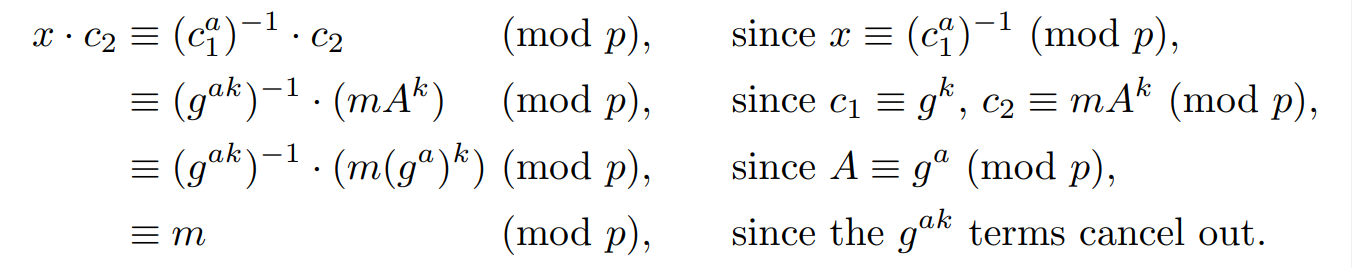 x · c₂ ≡ (c₁ᵃ)⁻¹ · c₂ (mod p), since x ≡ (c₁ᵃ)⁻¹ (mod p),
≡ (gᵃᵏ)⁻¹ · (mAᵏ) (mod p), since c₁ ≡ gᵏ, c₂ ≡ mAᵏ (mod p),
≡ (gᵃᵏ)⁻¹ · (m(gᵃ)ᵏ) (mod p), since A ≡ gᵃ (mod p),
≡ m (mod p), since the gᵃᵏ terms cancel out.